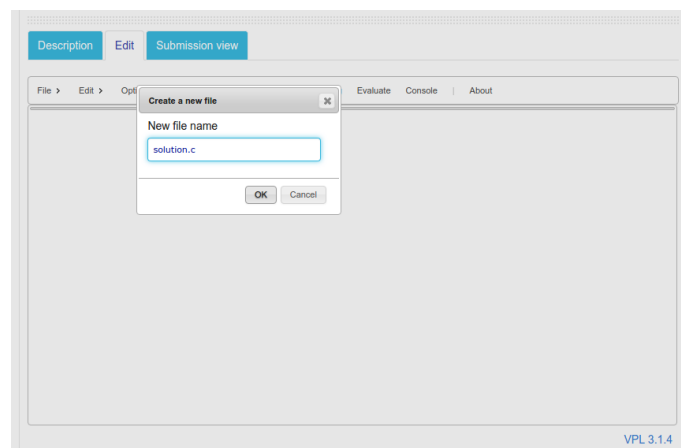 Description Edit Submission view
File > Edit > Opti Evaluate Console | About
Create a new file
New file name
solution.c
OK Cancel
VPL 3.1.4